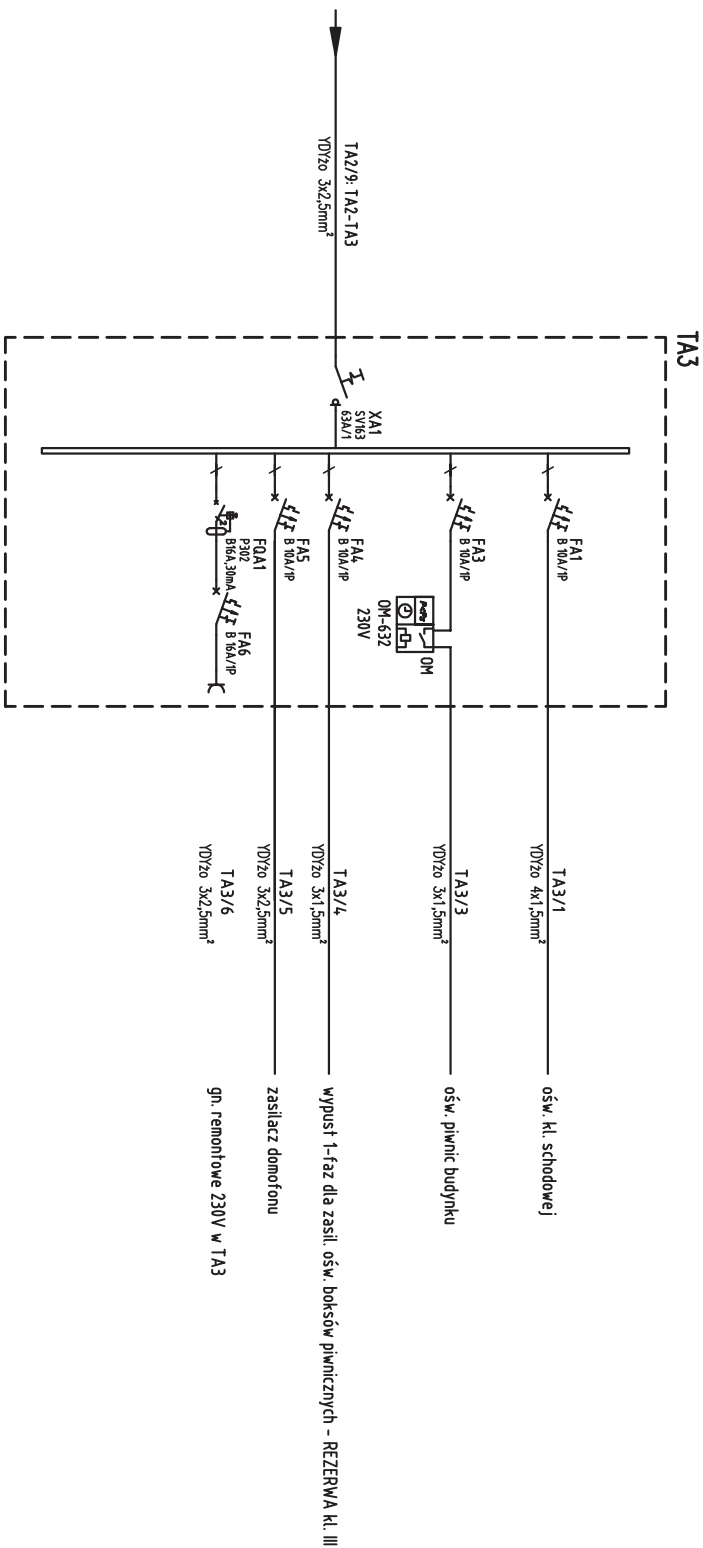 TA3
TA2/9: TA2-TA3
YDYżo 3x2,5mm²
XA1
SV163
63A/1
FA1
B 10A/1P
TA3/1
YDYżo 4x1,5mm²
ośw. kl. schodowej
FA3
B 10A/1P
OM
OM-632
230V
TA3/3
YDYżo 3x1,5mm²
ośw. piwnic budynku
FA4
B 10A/1P
TA3/4
YDYżo 3x1,5mm²
wypust 1-faz dla zasil. ośw. boksów piwnicznych - REZERWA kl. III
FA5
B 10A/1P
TA3/5
YDYżo 3x2,5mm²
zasilacz domofonu
FQA1
P302
B16A,30mA
FA6
B 16A/1P
TA3/6
YDYżo 3x2,5mm²
gn. remontowe 230V w TA3